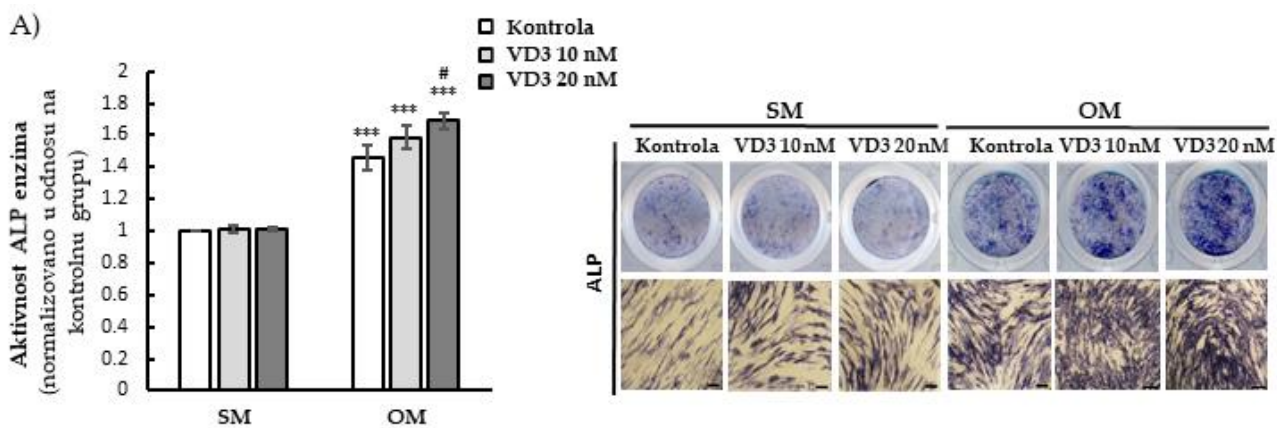 A)
Kontrola
VD3 10 nM
VD3 20 nM
Aktivnost ALP enzima
(normalizovano u odnosu na
kontrolnu grupu)
2
1.8
1.6
1.4
1.2
1
0.8
0.6
0.4
0.2
0
***
***
#
***
SM
OM
SM
OM
Kontrola
VD3 10 nM
VD3 20 nM
Kontrola
VD3 10 nM
VD3 20 nM
ALP